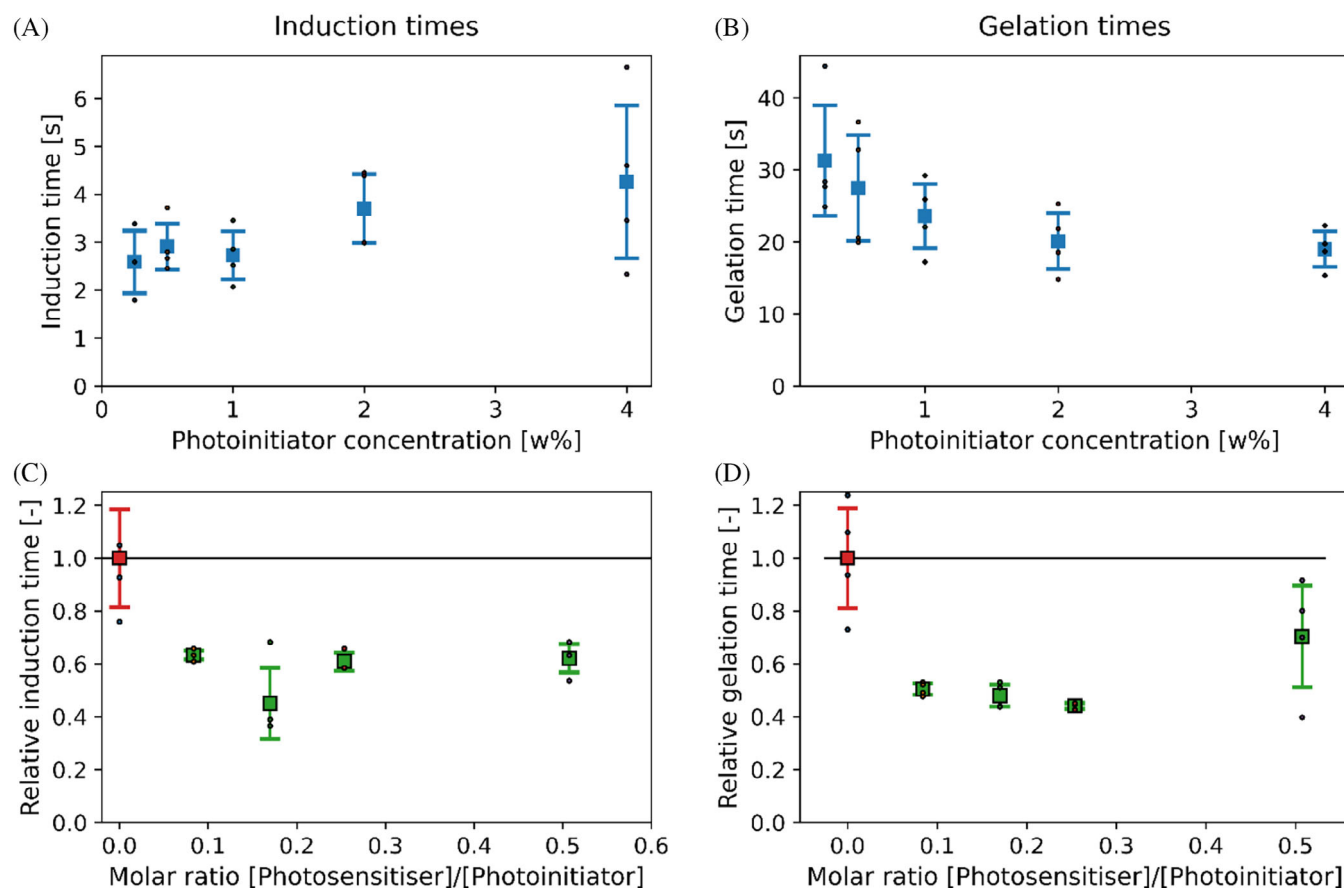 (A)
Induction times
Induction time [s]
6
5
4
3
2
1
0
0 1 2 3 4
Photoinitiator concentration [w%]
(B)
Gelation times
Gelation time [s]
40
30
20
10
0
1 2 3 4
Photoinitiator concentration [w%]
(C)
Relative induction time [-]
1.2
1.0
0.8
0.6
0.4
0.2
0.0
0.0 0.1 0.2 0.3 0.4 0.5 0.6
Molar ratio [Photosensitiser]/[Photoinitiator]
(D)
Relative gelation time [-]
1.2
1.0
0.8
0.6
0.4
0.2
0.0
0.0 0.1 0.2 0.3 0.4 0.5
Molar ratio [Photosensitiser]/[Photoinitiator]